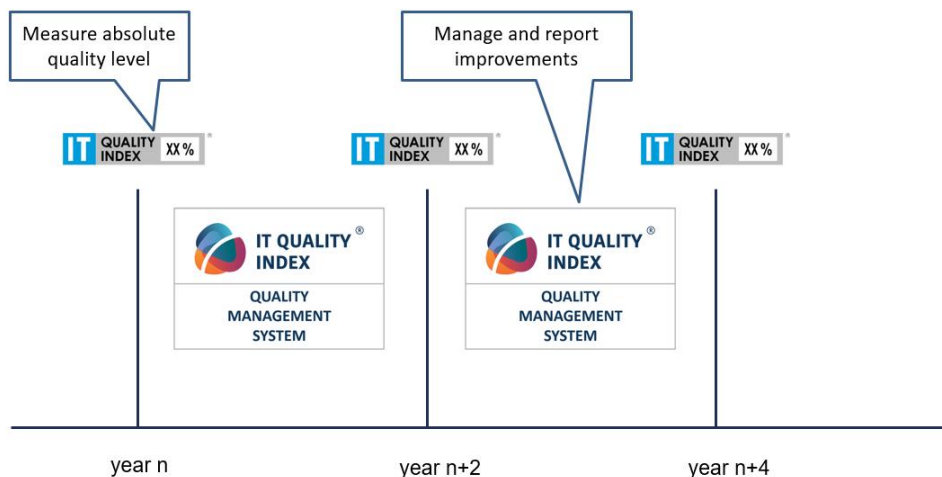 Measure absolute
quality level
Manage and report
improvements
IT QUALITY INDEX XX % ®
IT QUALITY INDEX XX % ®
IT QUALITY INDEX XX % ®
IT QUALITY ®
INDEX
QUALITY
MANAGEMENT
SYSTEM
IT QUALITY ®
INDEX
QUALITY
MANAGEMENT
SYSTEM
year n
year n+2
year n+4